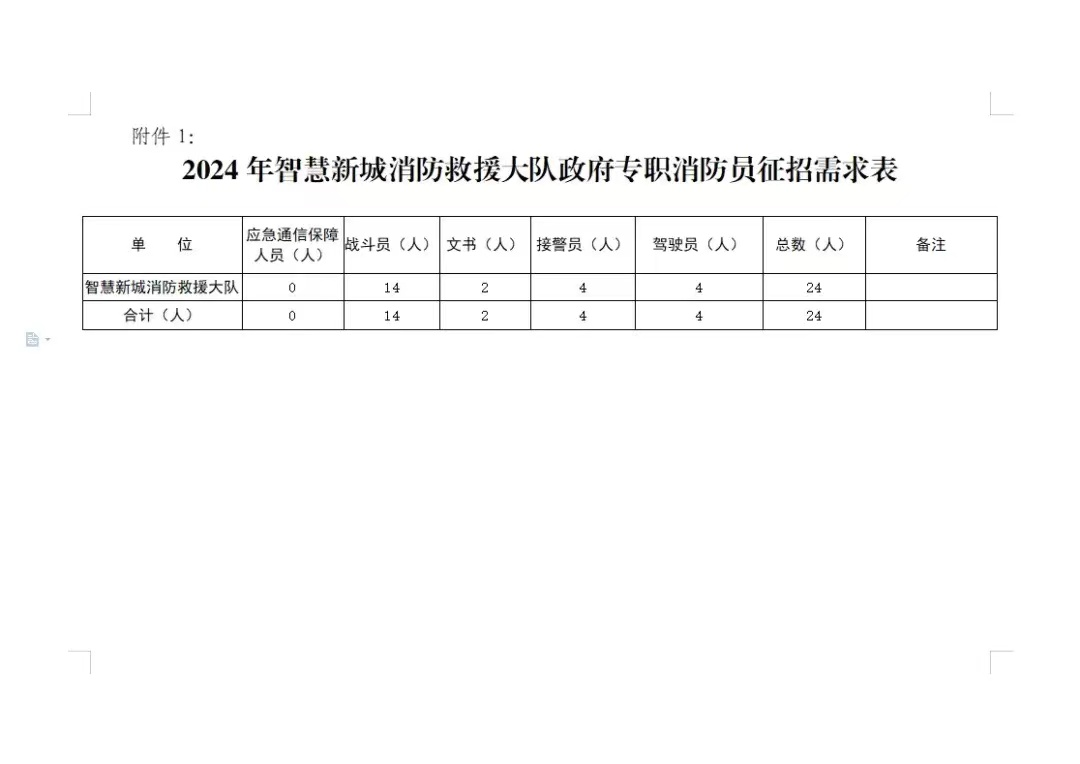 附件 1:
2024 年智慧新城消防救援大队政府专职消防员征招需求表
单 位 应急通信保障人员（人） 战斗员（人） 文书（人） 接警员（人） 驾驶员（人） 总数（人） 备注
智慧新城消防救援大队 0 14 2 4 4 24
合计（人） 0 14 2 4 4 24